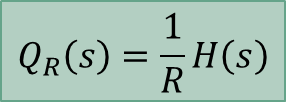 Q_R(s) = \frac{1}{R} H(s)